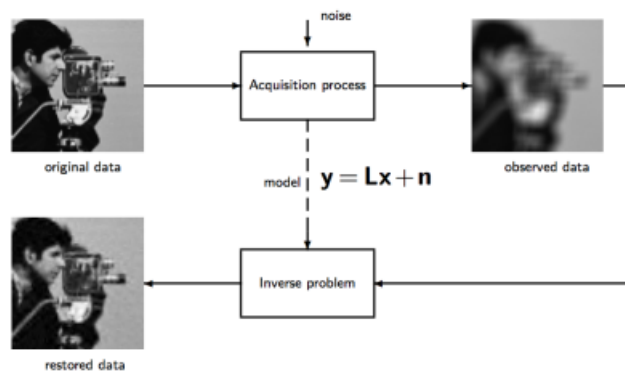 noise
Acquisition process
original data
observed data
model
y = Lx + n
Inverse problem
restored data